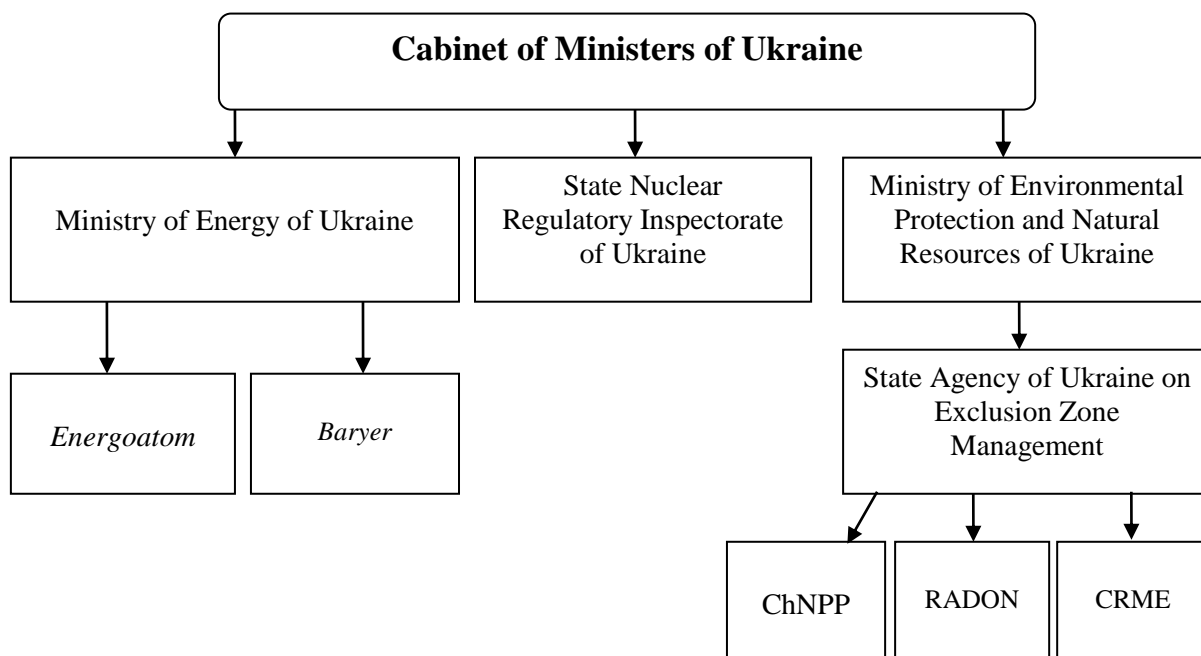 Cabinet of Ministers of Ukraine
Ministry of Energy of Ukraine
State Nuclear
Regulatory Inspectorate
of Ukraine
Ministry of Environmental
Protection and Natural
Resources of Ukraine
Energoatom
Baryer
State Agency of Ukraine on
Exclusion Zone
Management
ChNPP
RADON
CRME